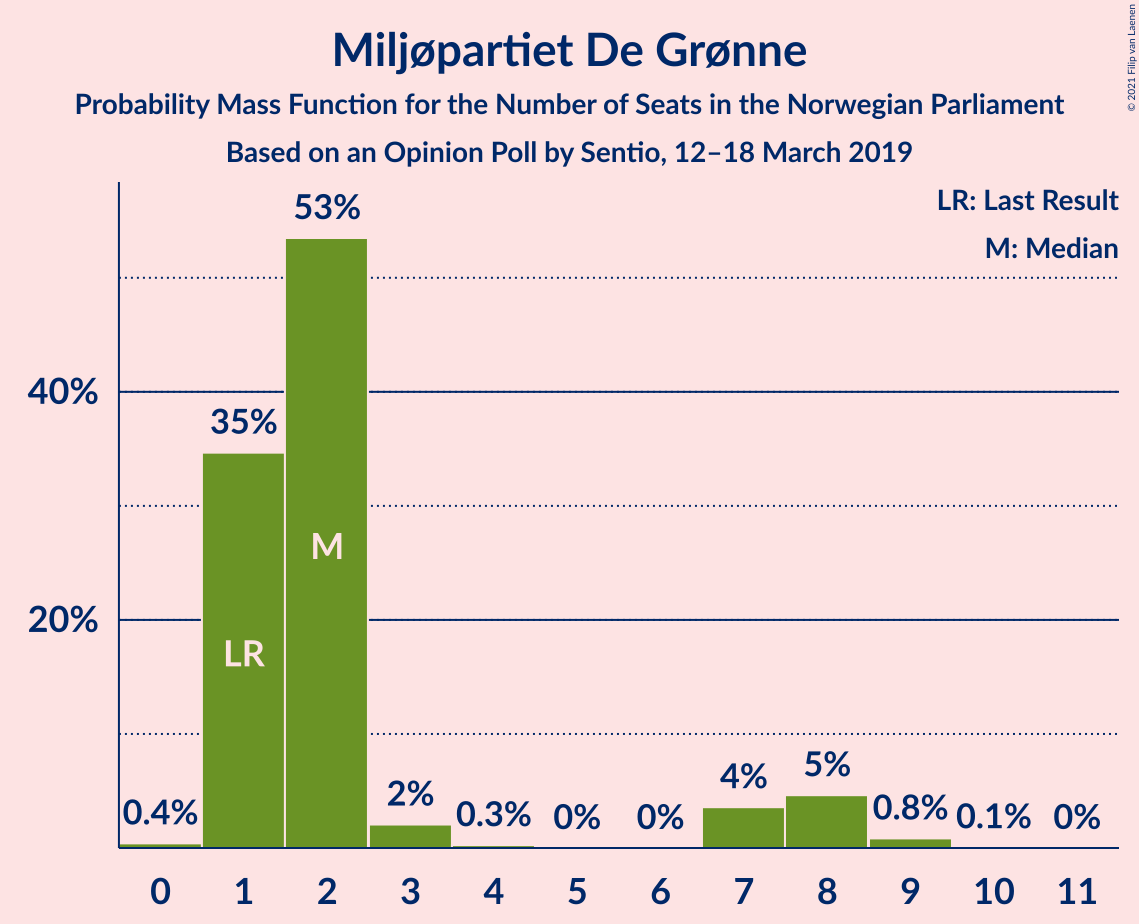 Miljøpartiet De Grønne
Probability Mass Function for the Number of Seats in the Norwegian Parliament
Based on an Opinion Poll by Sentio, 12–18 March 2019
© 2021 Filip van Laenen
LR: Last Result
M: Median
53%
40%
35%
M
20%
LR
0.4%
2%
0.3%
0%
0%
4%
5%
0.8%
0.1%
0%
0 1 2 3 4 5 6 7 8 9 10 11